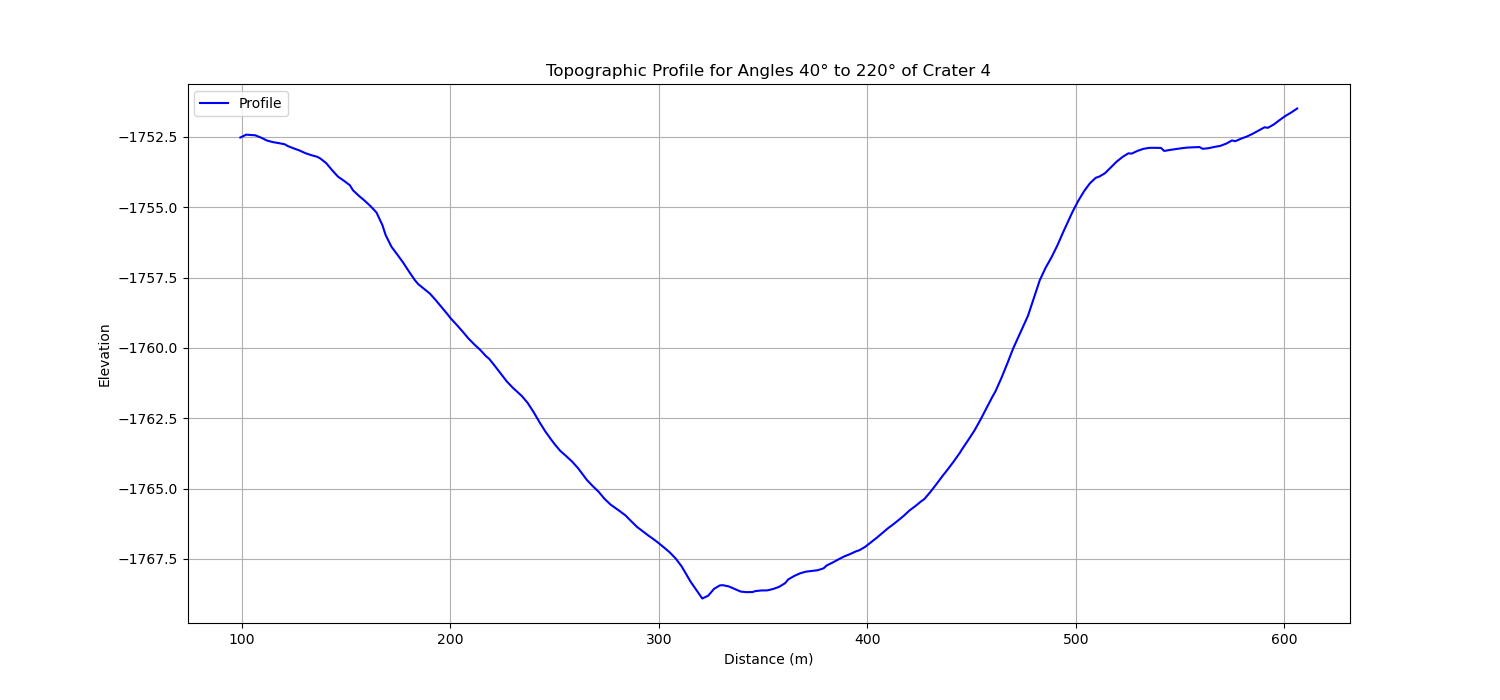 Topographic Profile for Angles 40° to 220° of Crater 4
Profile
−1752.5
−1755.0
−1757.5
−1760.0
−1762.5
−1765.0
−1767.5
Elevation
100 200 300 400 500 600
Distance (m)